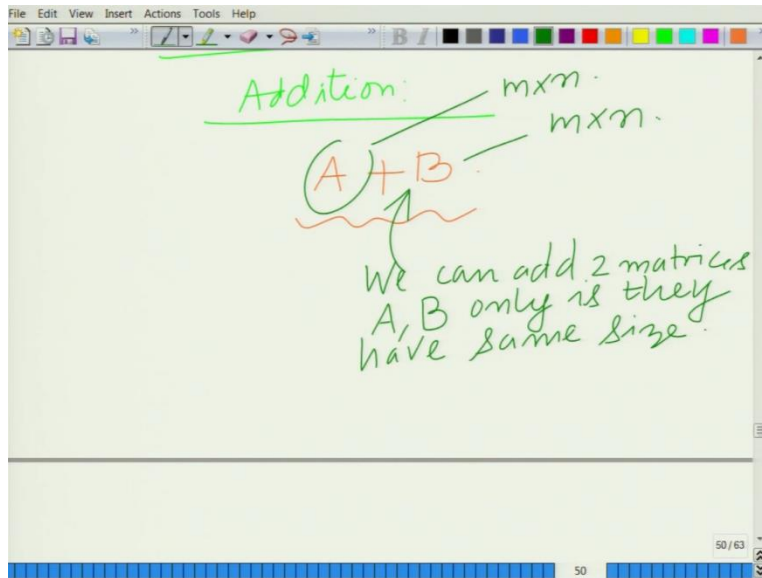 File Edit View Insert Actions Tools Help
B I
Addition:
m×n.
m×n.
A + B
We can add 2 matrices
A, B only is they
have same size.
50/63
50